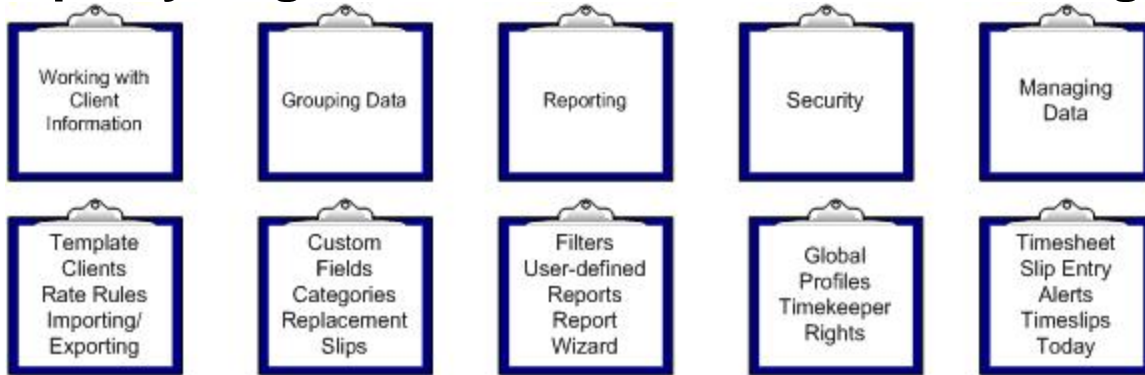 Working with
Client
Information
Grouping Data
Reporting
Security
Managing
Data
Template
Clients
Rate Rules
Importing/
Exporting
Custom
Fields
Categories
Replacement
Slips
Filters
User-defined
Reports
Report
Wizard
Global
Profiles
Timekeeper
Rights
Timesheet
Slip Entry
Alerts
Timeslips
Today